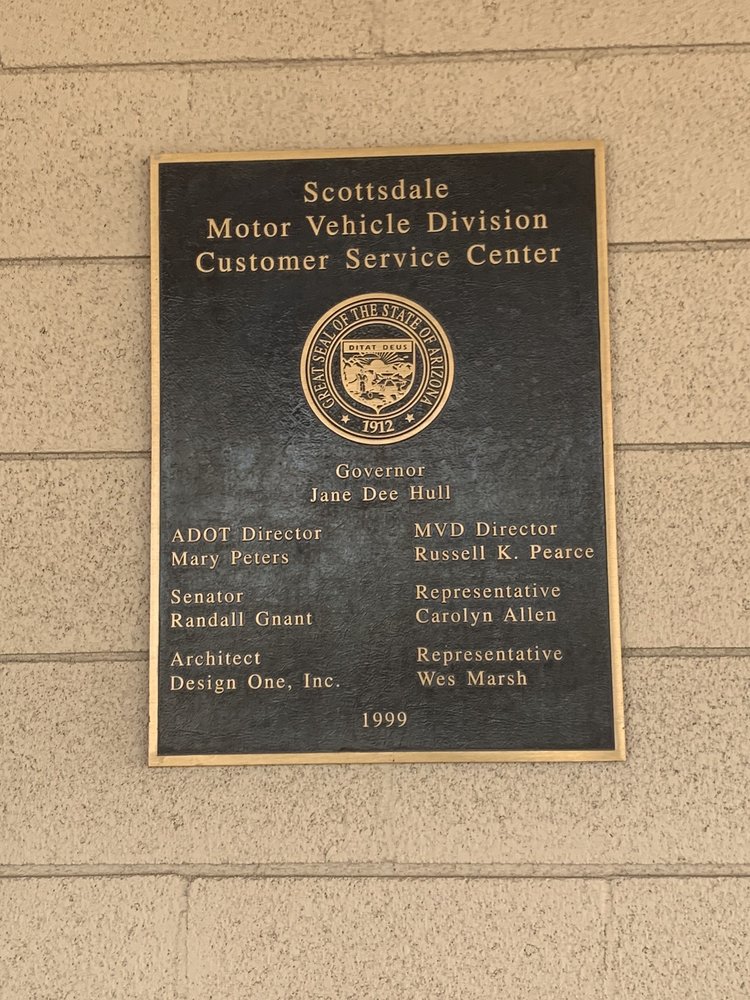 Scottsdale
Motor Vehicle Division
Customer Service Center
GREAT SEAL OF THE STATE OF ARIZONA
DITAT DEUS
1912
Governor
Jane Dee Hull
ADOT Director
Mary Peters
MVD Director
Russell K. Pearce
Senator
Randall Gnant
Representative
Carolyn Allen
Architect
Design One, Inc.
Representative
Wes Marsh
1999